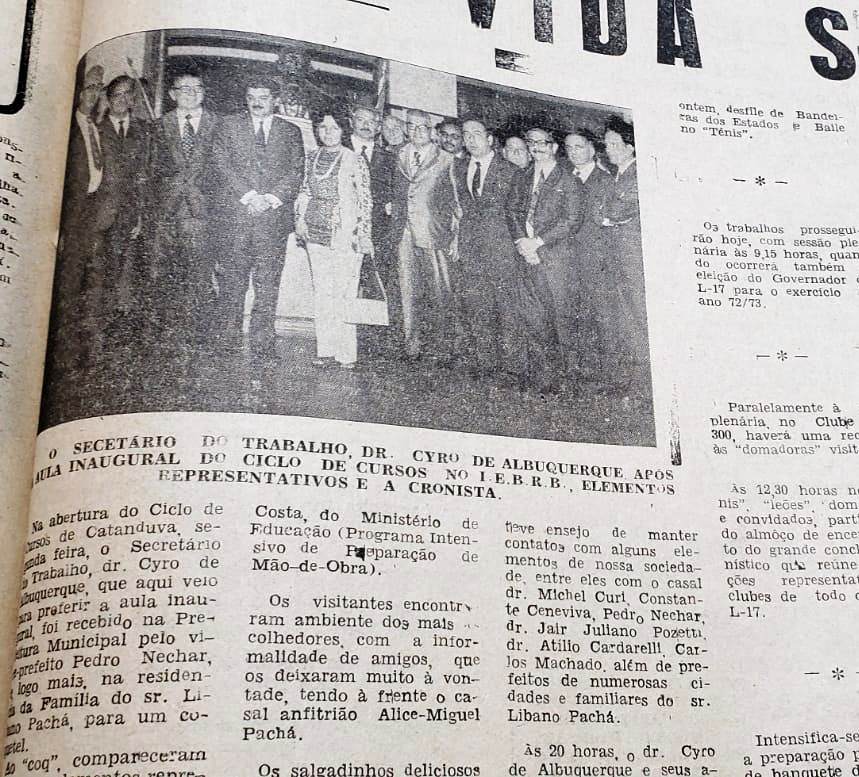 VIDA
O SECETÁRIO DO TRABALHO, DR. CYRO DE ALBUQUERQUE APÓS
AULA INAUGURAL DO CICLO DE CURSOS NO I.E.B.R.B., ELEMENTOS
REPRESENTATIVOS E A CRONISTA.
Na abertura do Ciclo de
Cursos de Catanduva, se-
gunda feira, o Secretário
Trabalho, dr. Cyro de
Albuquerque, que aqui veio
para preferir a aula inau-
gural, foi recebido na Pre-
feitura Municipal pelo vi-
ce-prefeito Pedro Nechar,
e logo mais, na residen-
cia da Família do sr. Li-
bano Pachá, para um co-
quetel.
Ao "coq", compareceram
Costa, do Ministério de
Educação (Programa Inten-
sivo de Preparação de
Mão-de-Obra).
Os visitantes encontra-
ram ambiente dos mais
colhedores, com a infor-
malidade de amigos, que
os deixaram muito à von-
tade, tendo à frente o ca-
sal anfitrião Alice-Miguel
Pachá.
Os salgadinhos deliciosos
teve ensejo de manter
contatos com alguns ele-
mentos de nossa socieda-
de, entre eles com o casal
dr. Michel Curi, Constan-
te Ceneviva, Pedro Nechar,
dr. Jair Juliano Pozetti,
dr. Atílio Cardarelli, Car-
los Machado, além de pre-
feitos de numerosas ci-
dades e familiares do sr.
Libano Pachá.
Às 20 horas, o dr. Cyro
de Albuquerque e seus a-
ontem, desfile de Bandei-
ras dos Estados e Baile
no "Ténis".
— * —
Os trabalhos prossegui-
rão hoje, com sessão ple
nária às 9,15 horas, quan
do ocorrerá também
eleição do Governador
L-17 para o exercício
ano 72/73.
— * —
Paralelamente à
plenária, no Clube
300, haverá uma rec
às "domadoras" visit
Às 12,30 horas n
nis", "leões", dom
e convidados, part
do almôço de ence
to do grande concl
nístico que reúne
ções representat
clubes de todo
L-17.
— * —
Intensifica-se
a preparação
do banquete d